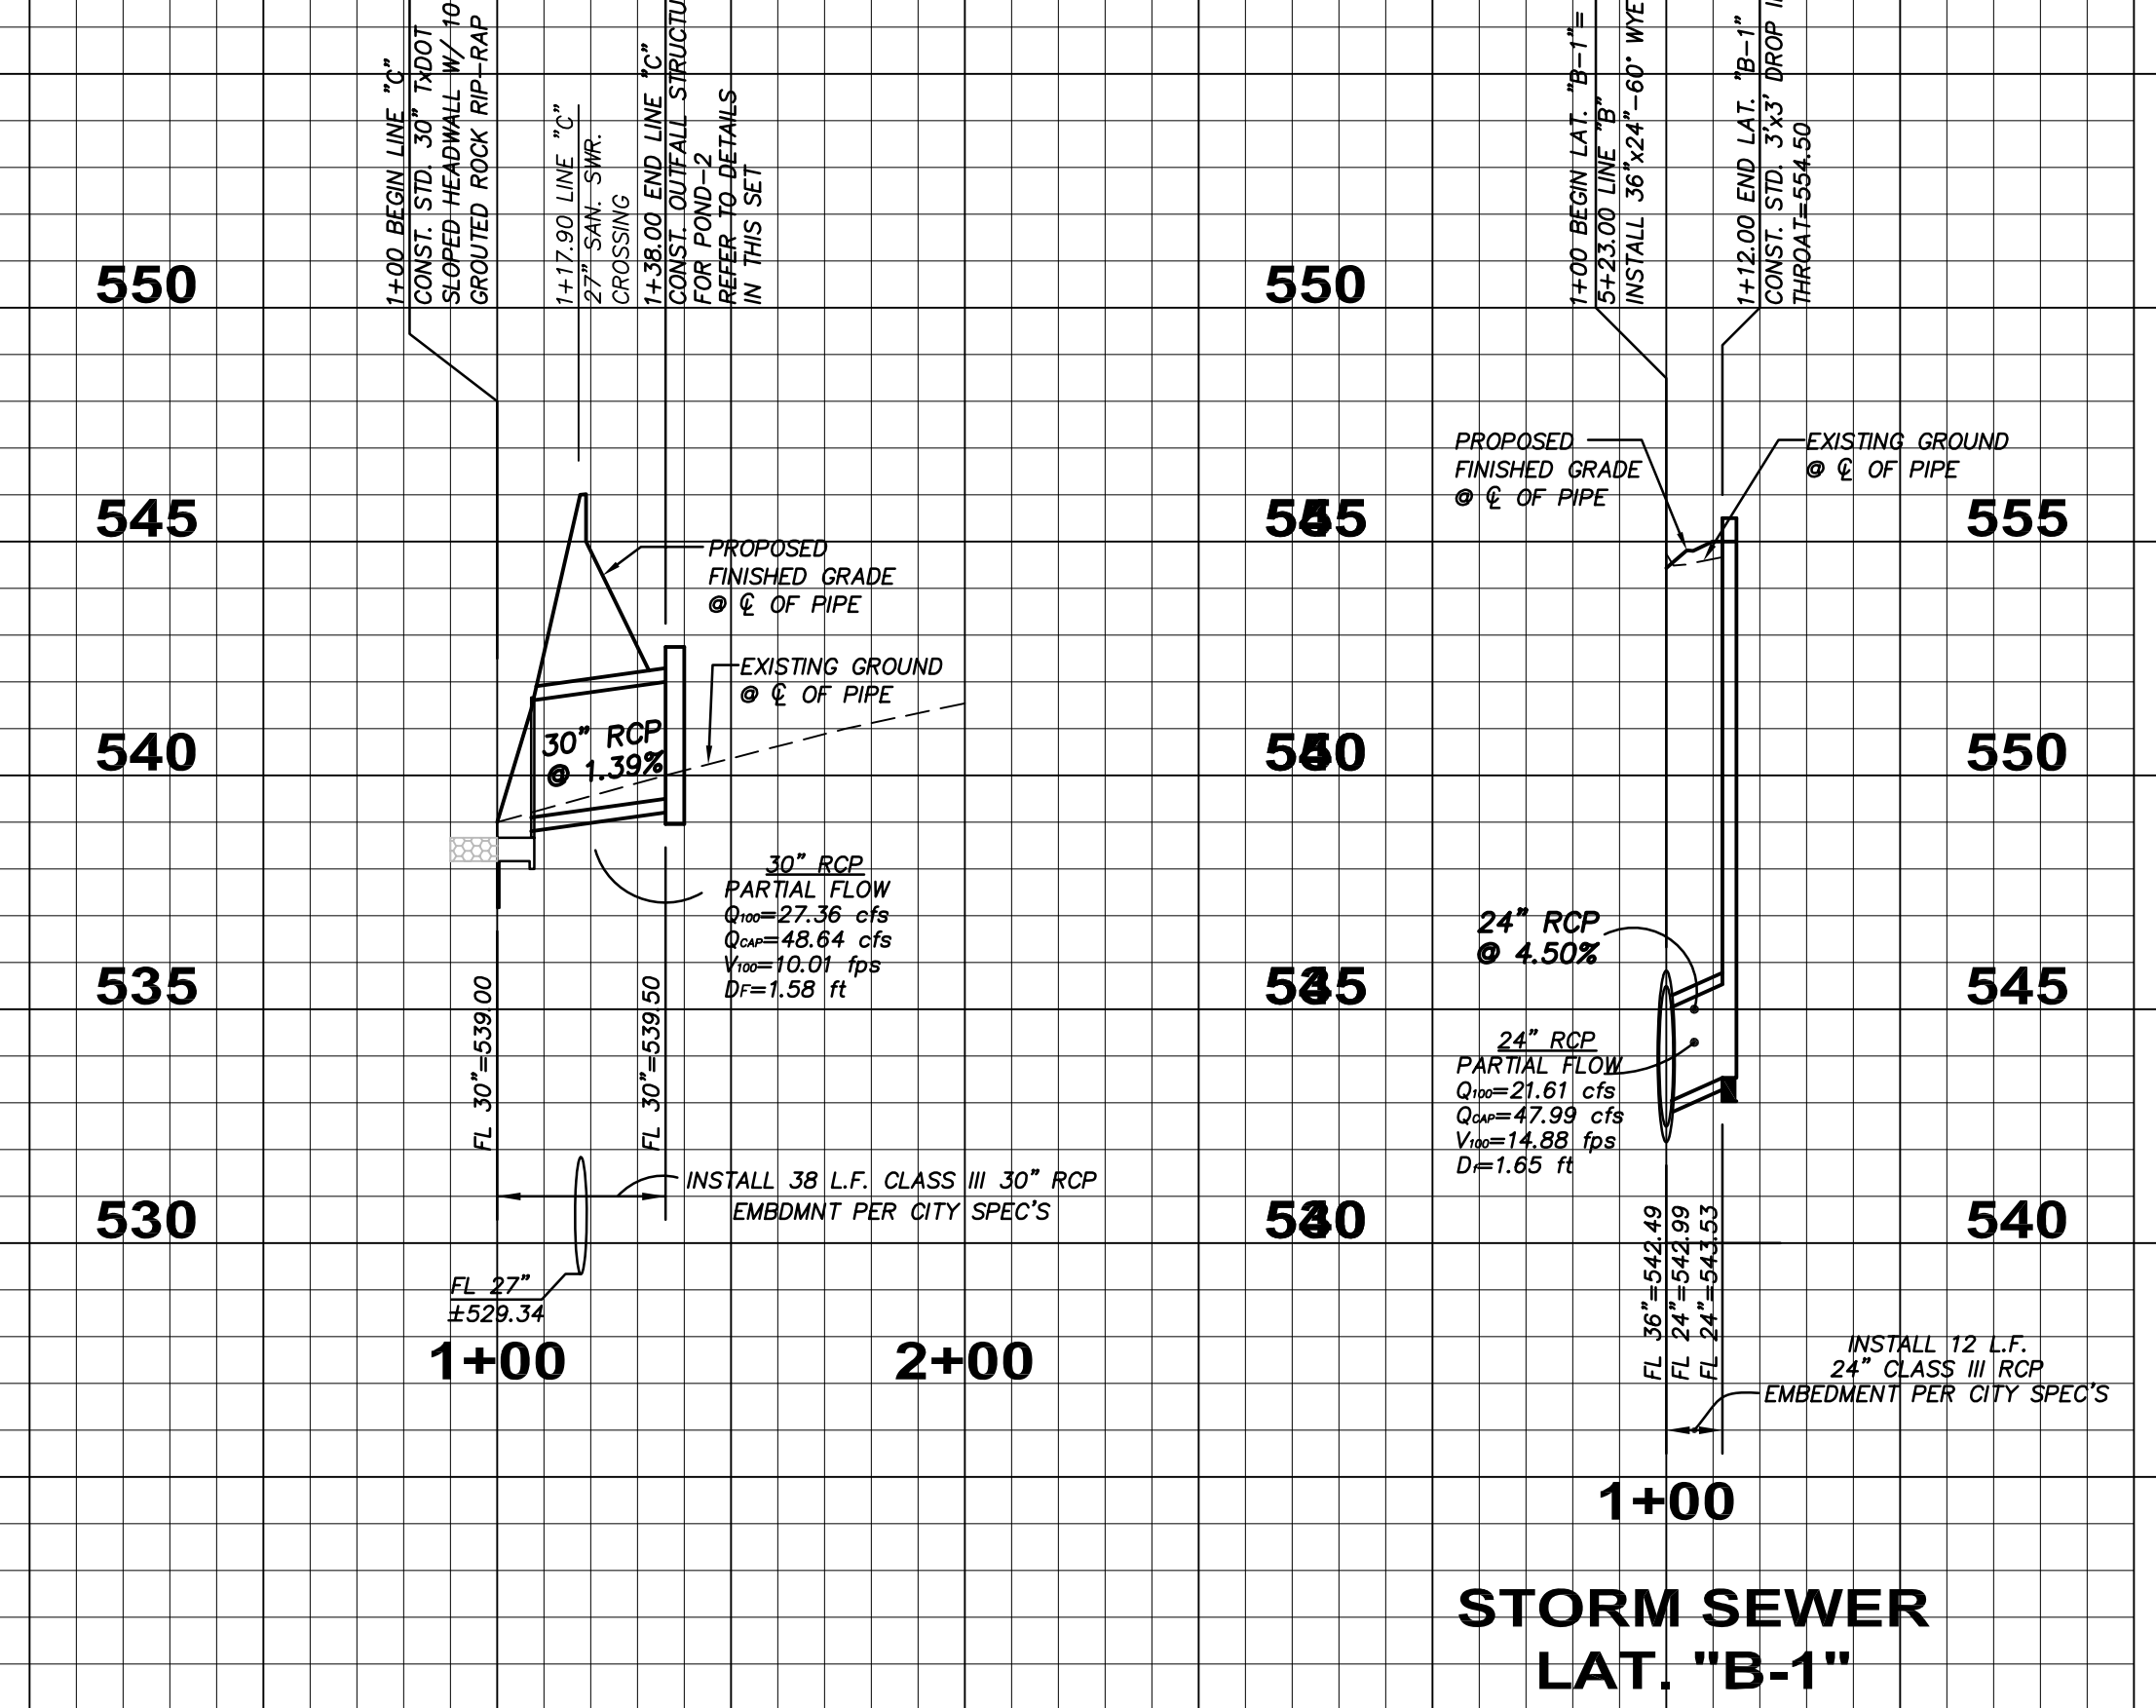 1+00 BEGIN LINE "C"
CONST. STD. 30" TxDOT
SLOPED HEADWALL W/ 10
GROUTED ROCK RIP-RAP
1+17.90 LINE "C"
27" SAN. SWR.
CROSSING
1+38.00 END LINE "C"
CONST. OUTFALL STRUCTU
FOR POND-2
REFER TO DETAILS
IN THIS SET
550
545
540
535
530
PROPOSED
FINISHED GRADE
@ ℄ OF PIPE
EXISTING GROUND
@ ℄ OF PIPE
30" RCP
@ 1.39%
30" RCP
PARTIAL FLOW
Q100=27.36 cfs
QCAP=48.64 cfs
V100=10.01 fps
DF=1.58 ft
FL 30"=539.00
FL 30"=539.50
INSTALL 38 L.F. CLASS III 30" RCP
EMBDMNT PER CITY SPEC'S
FL 27"
±529.34
1+00
2+00
1+00 BEGIN LAT. "B-1"=
5+23.00 LINE "B"
INSTALL 36"x24"-60° WYE
1+12.00 END LAT. "B-1"
CONST. STD. 3'x3' DROP
THROAT=554.50
550
PROPOSED
FINISHED GRADE
@ ℄ OF PIPE
EXISTING GROUND
@ ℄ OF PIPE
555
550
545
540
24" RCP
@ 4.50%
24" RCP
PARTIAL FLOW
Q100=21.61 cfs
QCAP=47.99 cfs
V100=14.88 fps
Df=1.65 ft
FL 36"=542.49
FL 24"=542.99
FL 24"=543.53
INSTALL 12 L.F.
24" CLASS III RCP
EMBEDMENT PER CITY SPEC'S
1+00
STORM SEWER
LAT. "B-1"